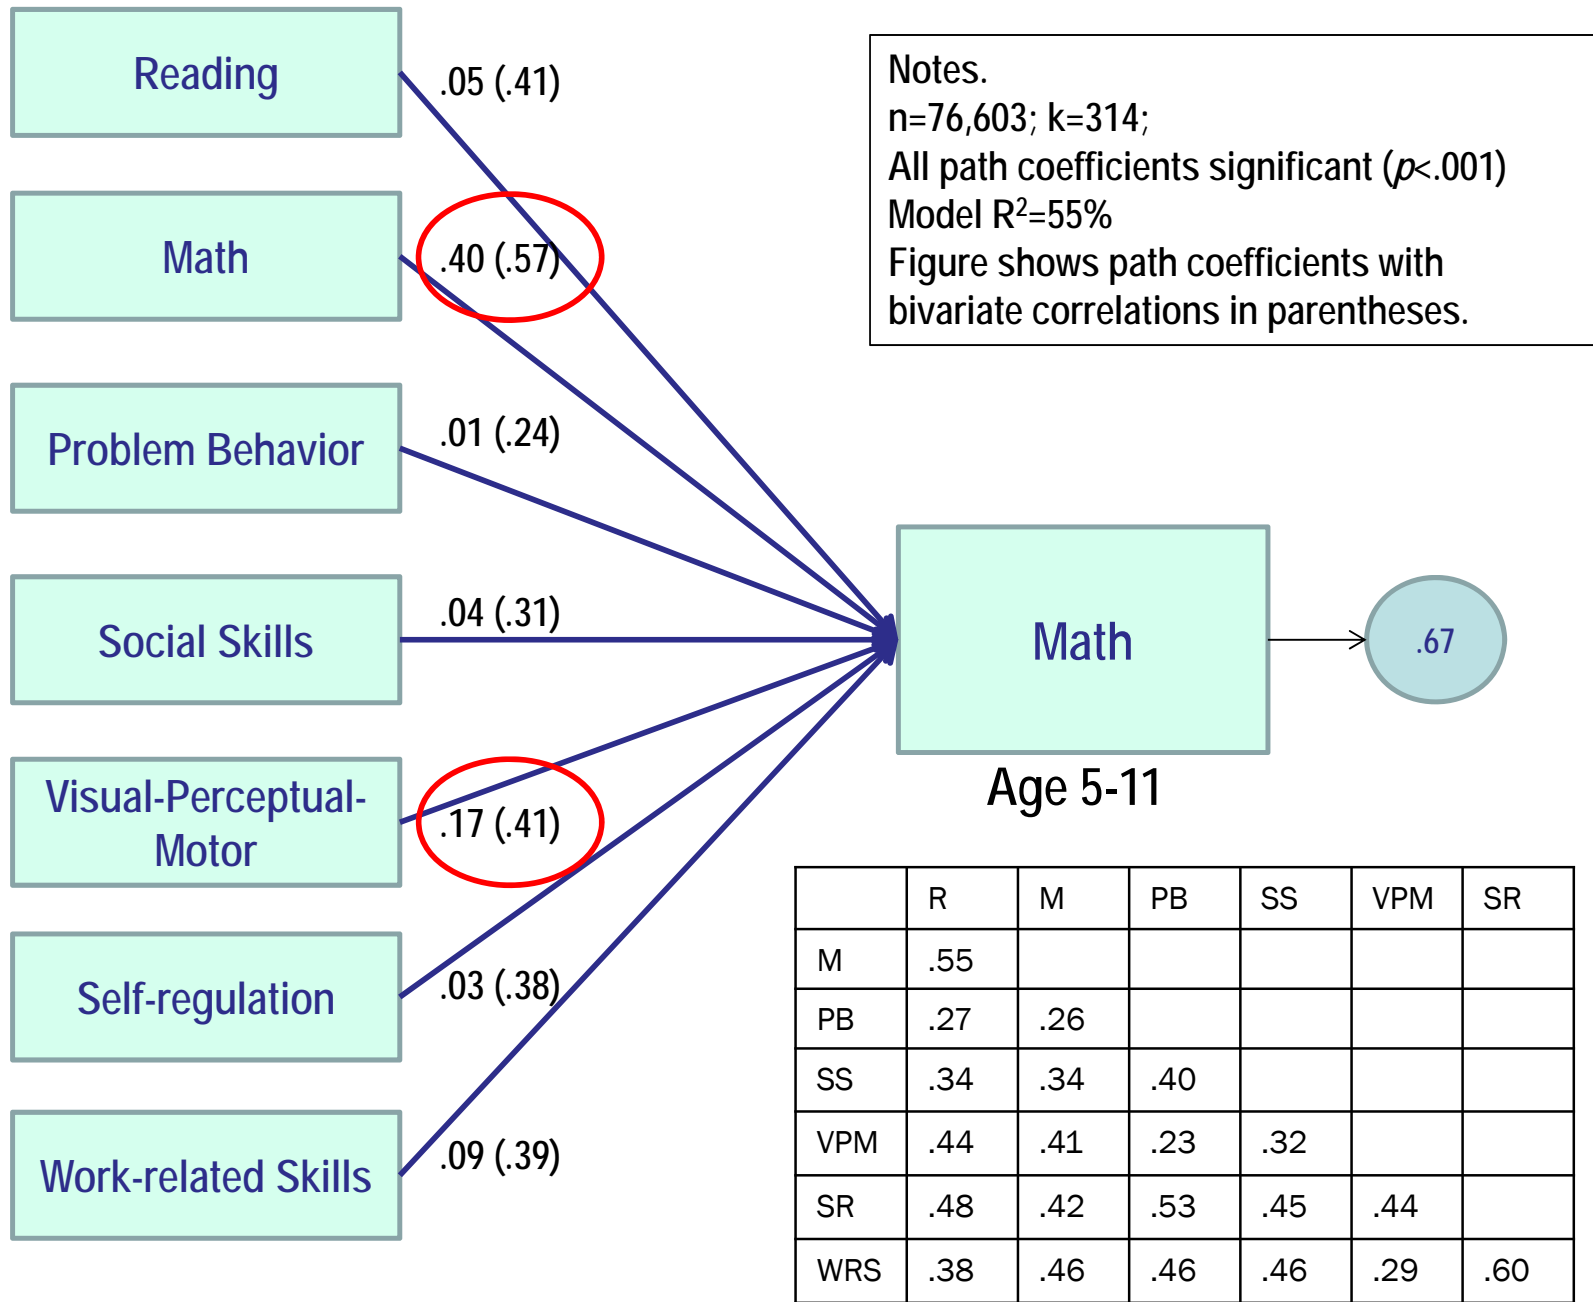 Reading
.05 (.41)
Math
.40 (.57)
Problem Behavior
.01 (.24)
Social Skills
.04 (.31)
Visual-Perceptual-
Motor
.17 (.41)
Self-regulation
.03 (.38)
Work-related Skills
.09 (.39)
Notes.
n=76,603; k=314;
All path coefficients significant (p<.001)
Model R²=55%
Figure shows path coefficients with
bivariate correlations in parentheses.
Math
.67
Age 5-11
R M PB SS VPM SR
M .55
PB .27 .26
SS .34 .34 .40
VPM .44 .41 .23 .32
SR .48 .42 .53 .45 .44
WRS .38 .46 .46 .46 .29 .60